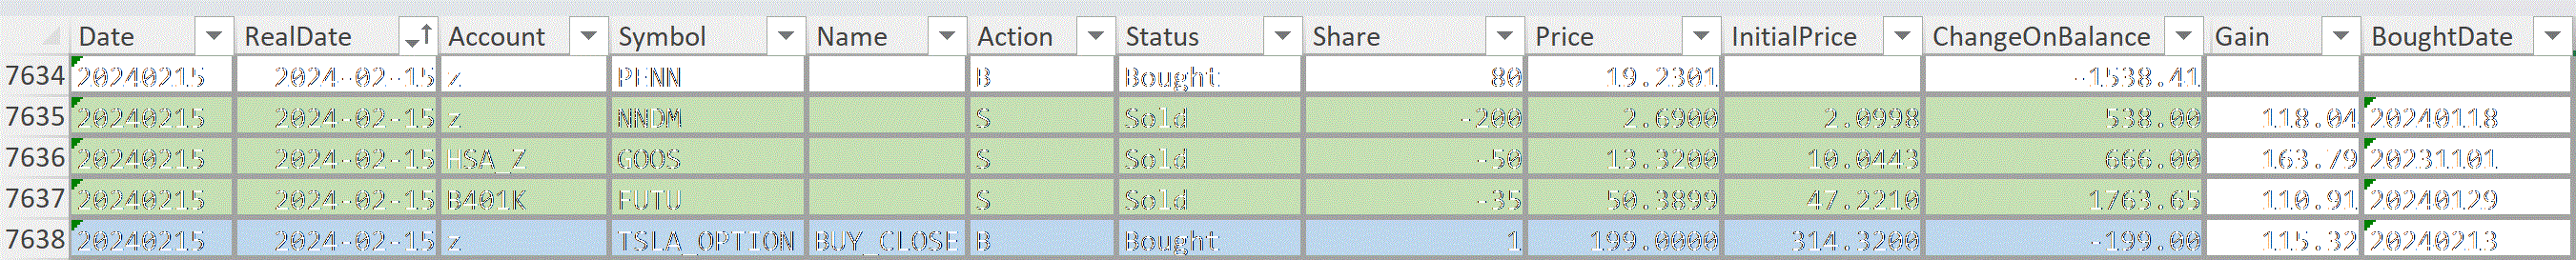 Date RealDate Account Symbol Name Action Status Share Price InitialPrice ChangeOnBalance Gain BoughtDate
7634 20240215 2024-02-15 z PENN B Bought 80 19.2301 -1538.41
7635 20240215 2024-02-15 z NNDM S Sold -200 2.6900 2.0998 538.00 118.04 20240118
7636 20240215 2024-02-15 HSA_Z GOOS S Sold -50 13.3200 10.0443 666.00 163.79 20231101
7637 20240215 2024-02-15 B401K FUTU S Sold -35 50.3899 47.2210 1763.65 110.91 20240129
7638 20240215 2024-02-15 z TSLA_OPTION BUY_CLOSE B Bought 1 199.0000 314.3200 -199.00 115.32 20240213